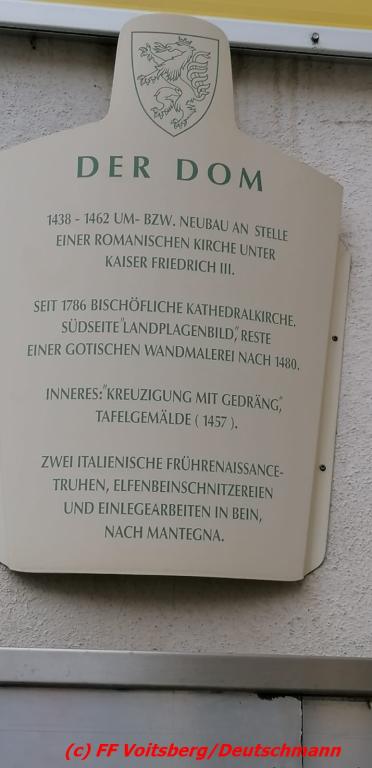 DER DOM
1438 - 1462 UM- BZW. NEUBAU AN STELLE
EINER ROMANISCHEN KIRCHE UNTER
KAISER FRIEDRICH III.
SEIT 1786 BISCHÖFLICHE KATHEDRALKIRCHE.
SÜDSEITE "LANDPLAGENBILD", RESTE
EINER GOTISCHEN WANDMALEREI NACH 1480.
INNERES: "KREUZIGUNG MIT GEDRÄNG",
TAFELGEMÄLDE ( 1457 ).
ZWEI ITALIENISCHE FRÜHRENAISSANCE-
TRUHEN, ELFENBEINSCHNITZEREIEN
UND EINLEGEARBEITEN IN BEIN,
NACH MANTEGNA.
(c) FF Voitsberg/Deutschmann